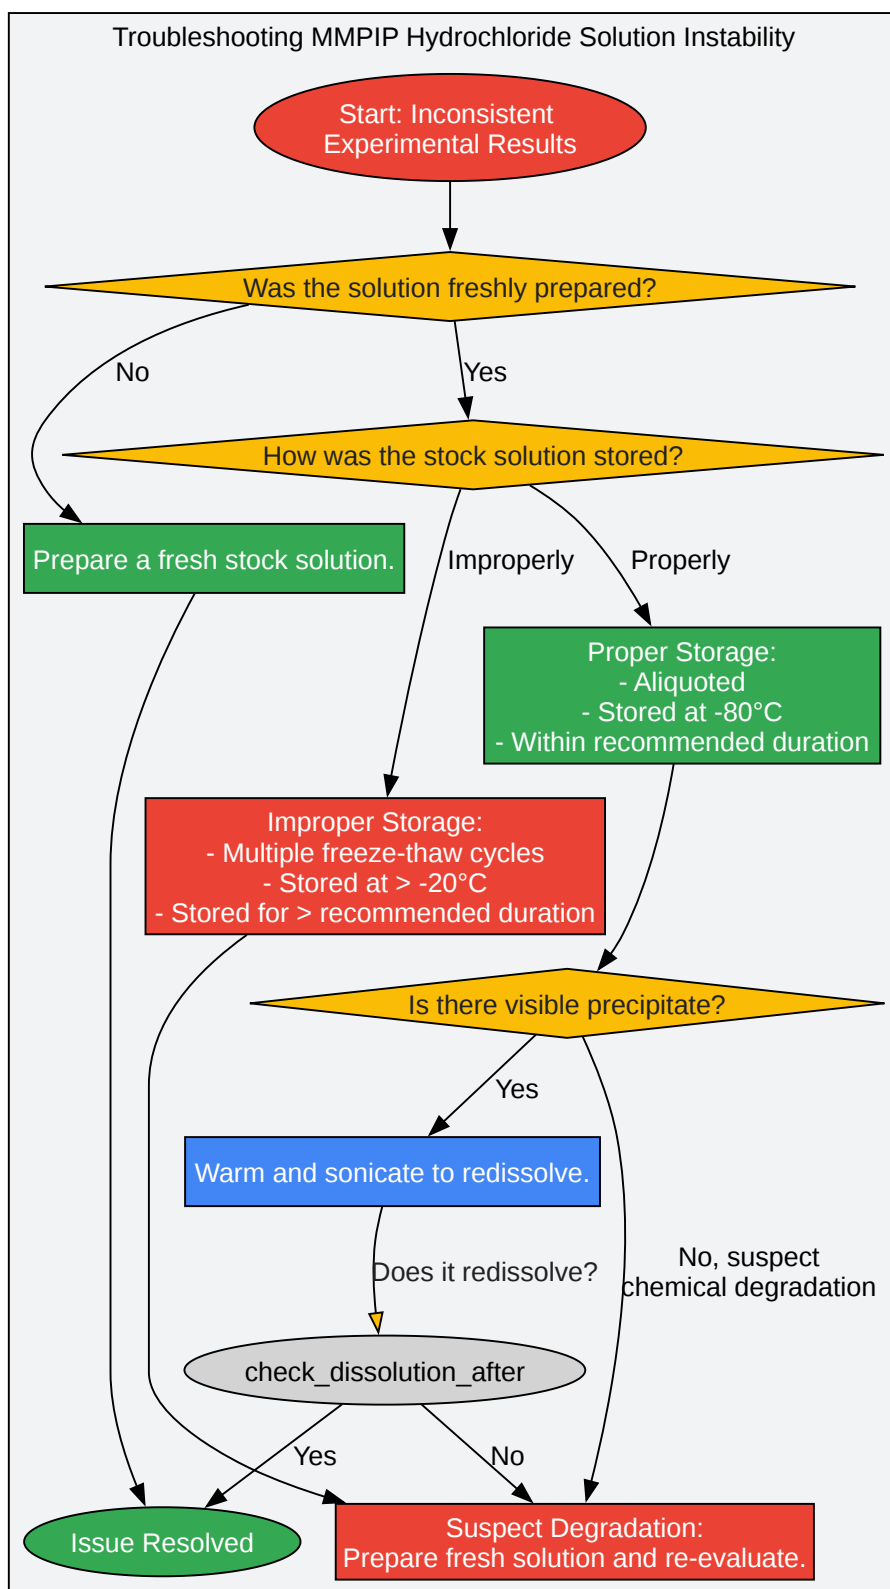 Troubleshooting MMPIP Hydrochloride Solution Instability
Start: Inconsistent
Experimental Results
Was the solution freshly prepared?
No
Yes
How was the stock solution stored?
Prepare a fresh stock solution.
Improperly
Properly
Proper Storage:
- Aliquoted
- Stored at -80°C
- Within recommended duration
Improper Storage:
- Multiple freeze-thaw cycles
- Stored at > -20°C
- Stored for > recommended duration
Is there visible precipitate?
Yes
Warm and sonicate to redissolve.
No, suspect
chemical degradation
Does it redissolve?
check_dissolution_after
Yes
No
Issue Resolved
Suspect Degradation:
Prepare fresh solution and re-evaluate.